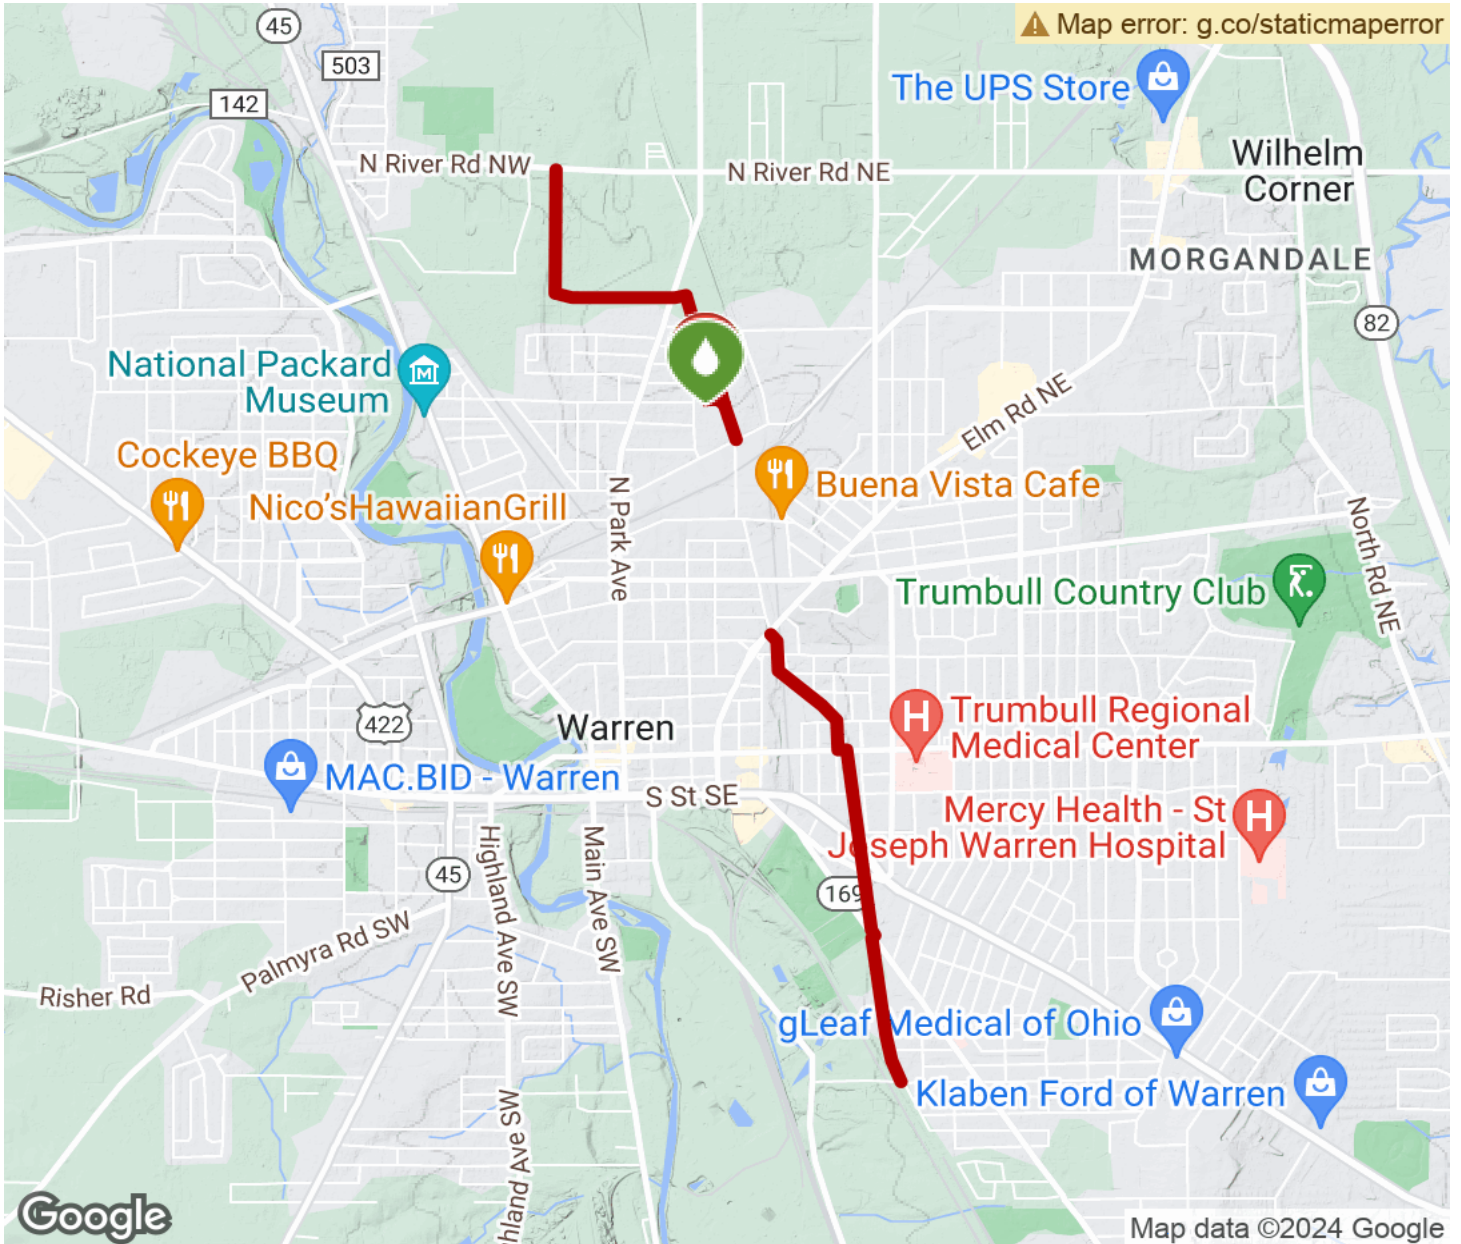 45
Map error: g.co/staticmaperror
503
The UPS Store
142
Wilhelm
Corner
N River Rd NW
N River Rd NE
MORGANDALE
82
National Packard
Museum
M
Elm Rd NE
Cockeye BBQ
Buena Vista Cafe
Nico'sHawaiianGrill
N Park Ave
North Rd NE
Trumbull Country Club
422
Warren
H
Trumbull Regional
Medical Center
MAC.BID - Warren
S St SE
Mercy Health - St
Joseph Warren Hospital
H
Highland Ave SW
Main Ave SW
45
169
Palmyra Rd SW
Risher Rd
gLeaf Medical of Ohio
Klaben Ford of Warren
hland Ave SW
Google
Map data ©2024 Google